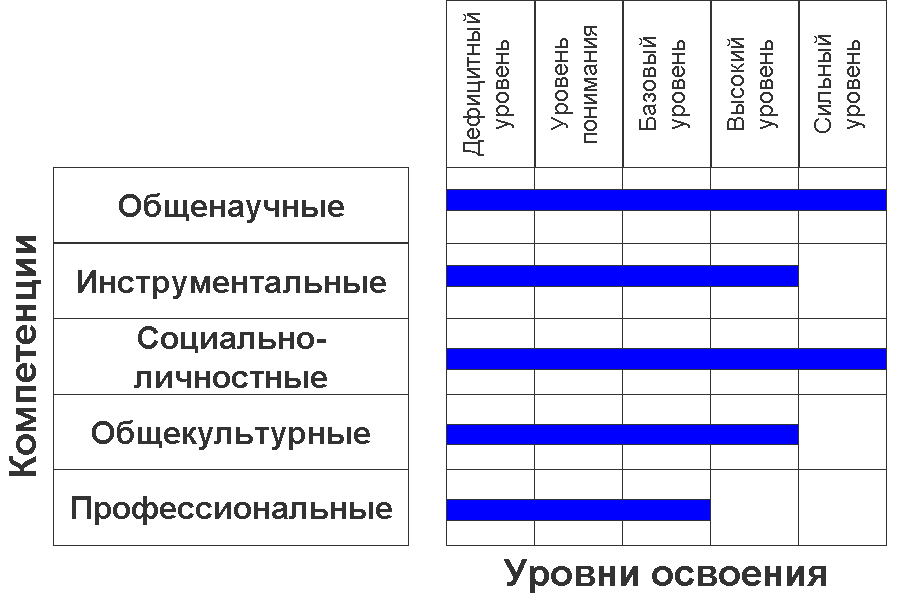 Дефицитный
уровень
Уровень
понимания
Базовый
уровень
Высокий
уровень
Сильный
уровень
Компетенции
Общенаучные
Инструментальные
Социально-
личностные
Общекультурные
Профессиональные
Уровни освоения